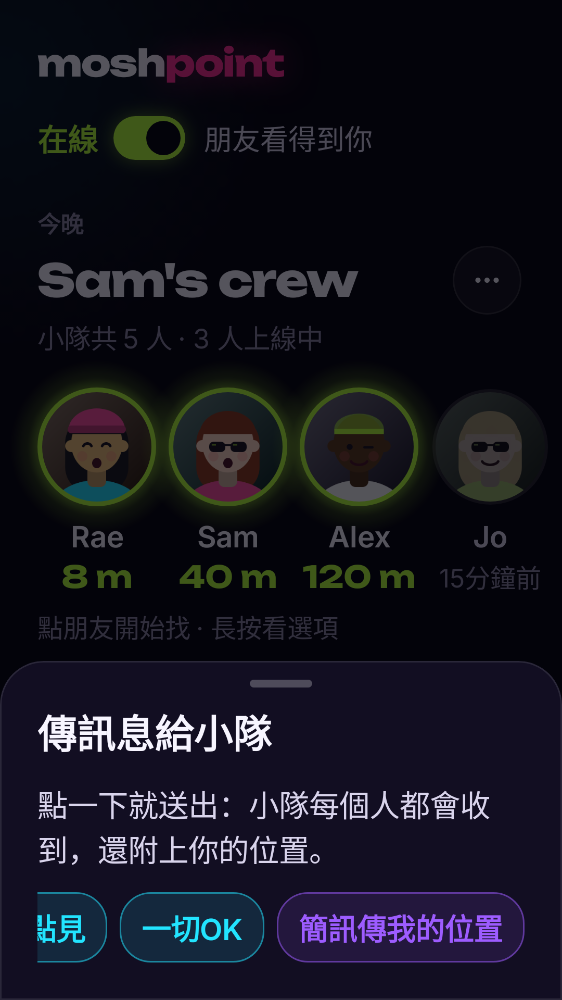 moshpoint
在線 朋友看得到你
今晚
Sam's crew
小隊共 5 人 · 3 人上線中
Rae Sam Alex Jo
8 m 40 m 120 m 15分鐘前
點朋友開始找 · 長按看選項
傳訊息給小隊
點一下就送出：小隊每個人都會收
到，還附上你的位置。
點見 一切OK 簡訊傳我的位置